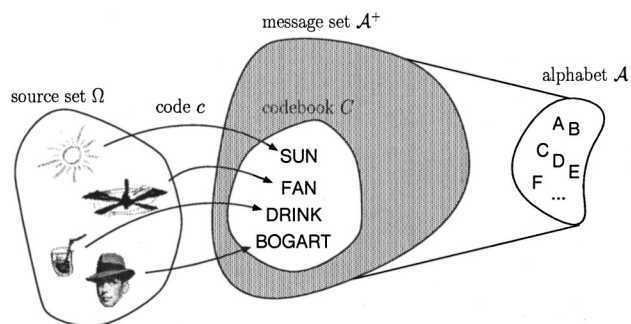 message set 𝒜⁺
alphabet 𝒜
source set Ω
code c
codebook C
SUN
FAN
DRINK
BOGART
A B
C D E
F ...